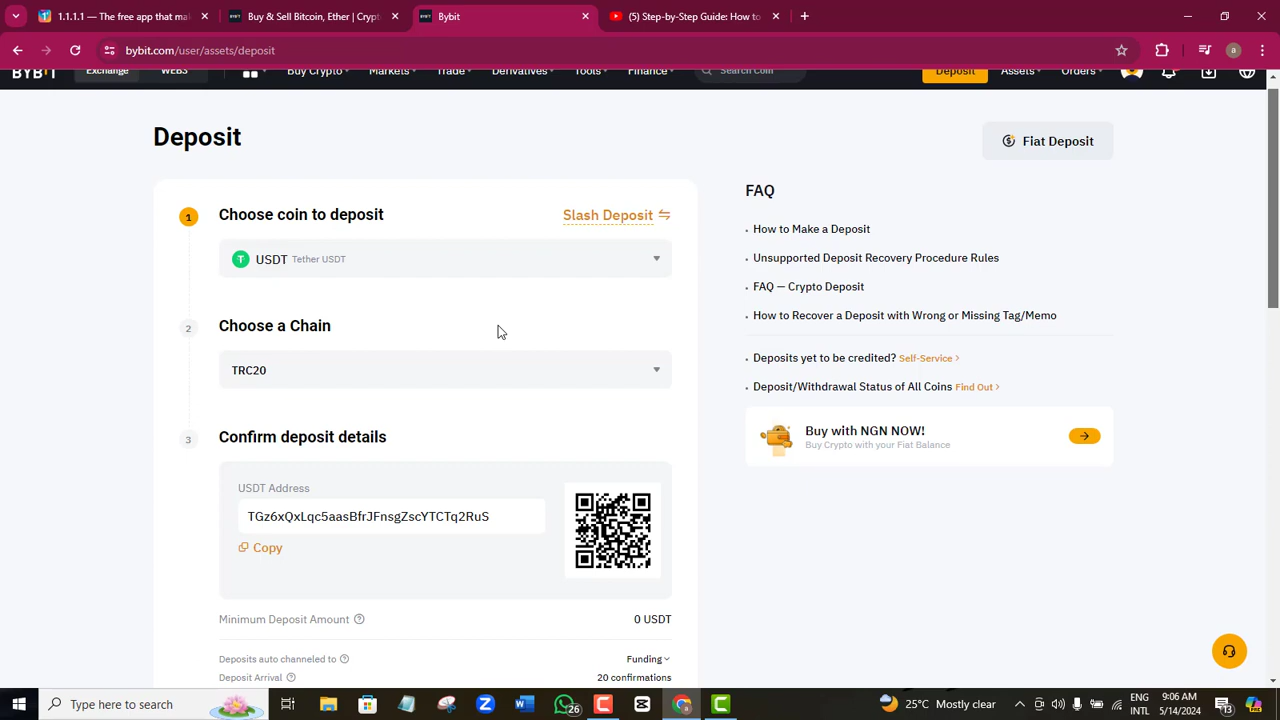 1.1.1.1 — The free app that ma
Buy & Sell Bitcoin, Ether | Crypt
Bybit
(5) Step-by-Step Guide: How to
bybit.com/user/assets/deposit
a
BYBIT
Exchange
WEB3
Buy Crypto
Markets
Trade
Derivatives
Tools
Finance
Search Coin
Deposit
Assets
Orders
Deposit
Fiat Deposit
1
Choose coin to deposit
Slash Deposit
USDT Tether USDT
2
Choose a Chain
TRC20
3
Confirm deposit details
USDT Address
TGz6xQxLqc5aasBfrJFnsgZscYTCTq2RuS
Copy
Minimum Deposit Amount
0 USDT
Deposits auto channeled to
Funding
Deposit Arrival
20 confirmations
FAQ
How to Make a Deposit
Unsupported Deposit Recovery Procedure Rules
FAQ — Crypto Deposit
How to Recover a Deposit with Wrong or Missing Tag/Memo
Deposits yet to be credited? Self-Service >
Deposit/Withdrawal Status of All Coins Find Out >
Buy with NGN NOW!
Buy Crypto with your Fiat Balance
Type here to search
26
25°C Mostly clear
ENG
INTL
9:06 AM
5/14/2024
13